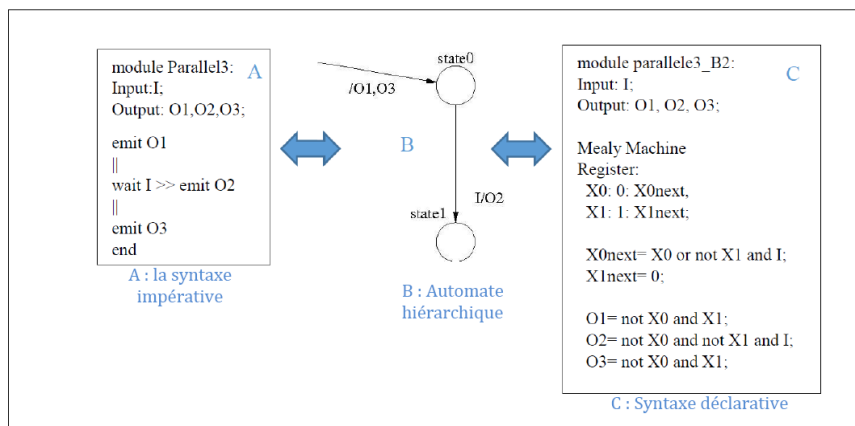 module Parallel3:
A
Input:I;
Output: O1,O2,O3;
emit O1
||
wait I >> emit O2
||
emit O3
end
A : la syntaxe
impérative
state0
/O1,O3
B
I/O2
state1
B : Automate
hiérarchique
module parallele3_B2:
C
Input: I;
Output: O1, O2, O3;
Mealy Machine
Register:
X0: 0: X0next,
X1: 1: X1next;
X0next= X0 or not X1 and I;
X1next= 0;
O1= not X0 and X1;
O2= not X0 and not X1 and I;
O3= not X0 and X1;
C : Syntaxe déclarative